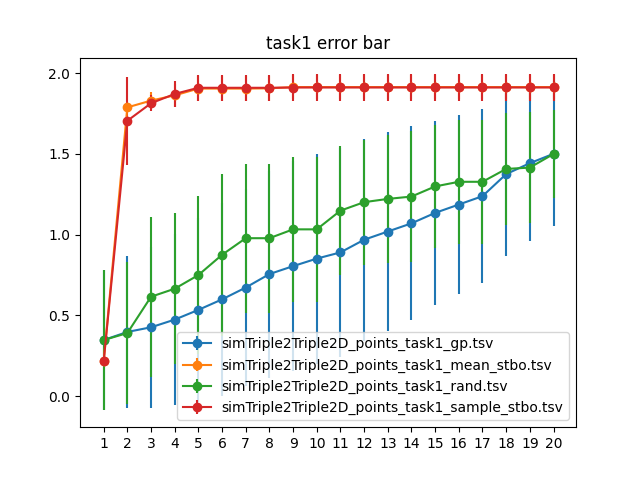 task1 error bar
2.0
1.5
1.0
0.5
0.0
simTriple2Triple2D_points_task1_gp.tsv
simTriple2Triple2D_points_task1_mean_stbo.tsv
simTriple2Triple2D_points_task1_rand.tsv
simTriple2Triple2D_points_task1_sample_stbo.tsv
1 2 3 4 5 6 7 8 9 10 11 12 13 14 15 16 17 18 19 20